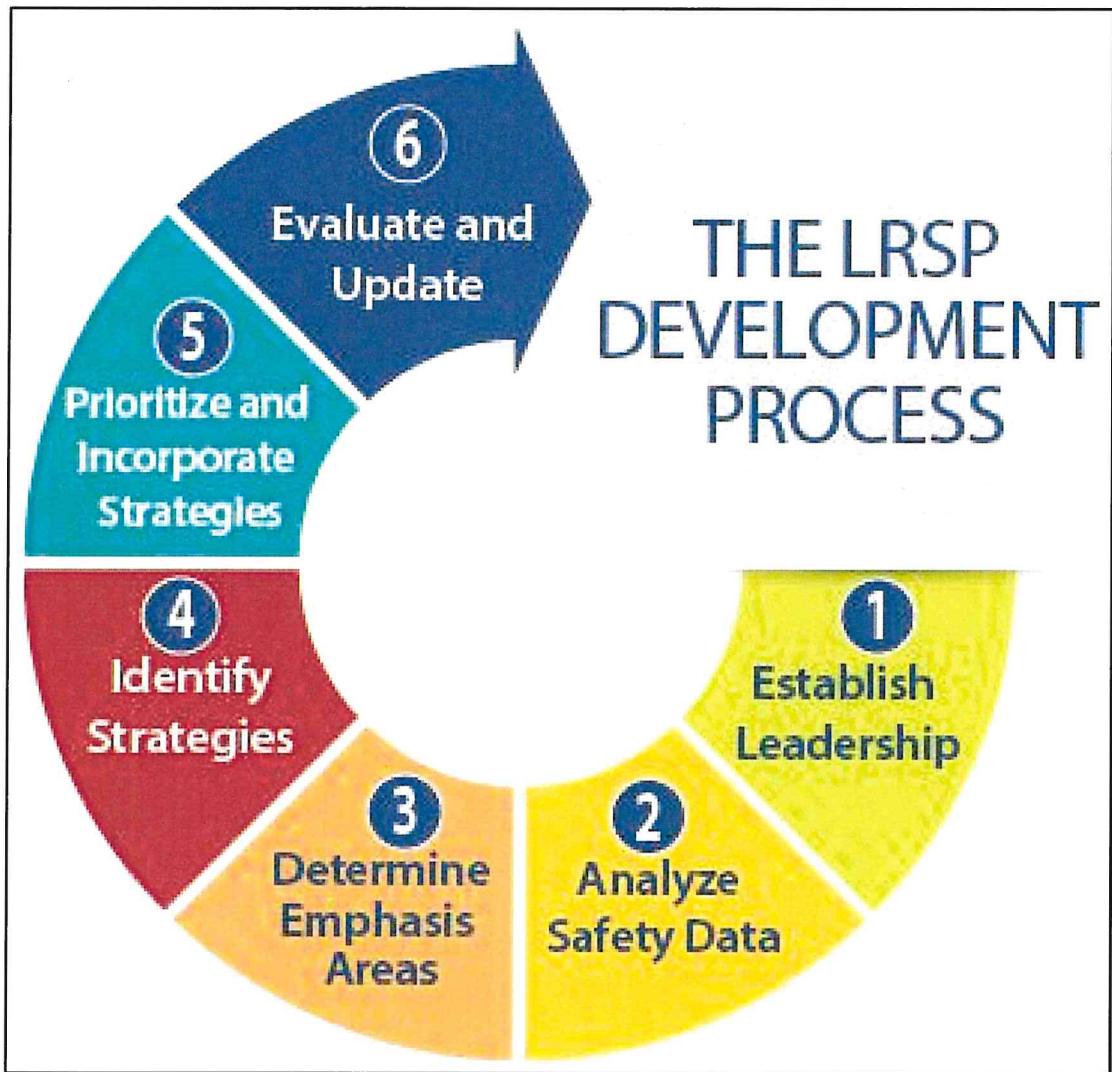 THE LRSP
DEVELOPMENT
PROCESS
1
Establish
Leadership
2
Analyze
Safety Data
3
Determine
Emphasis
Areas
4
Identify
Strategies
5
Prioritize and
Incorporate
Strategies
6
Evaluate and
Update